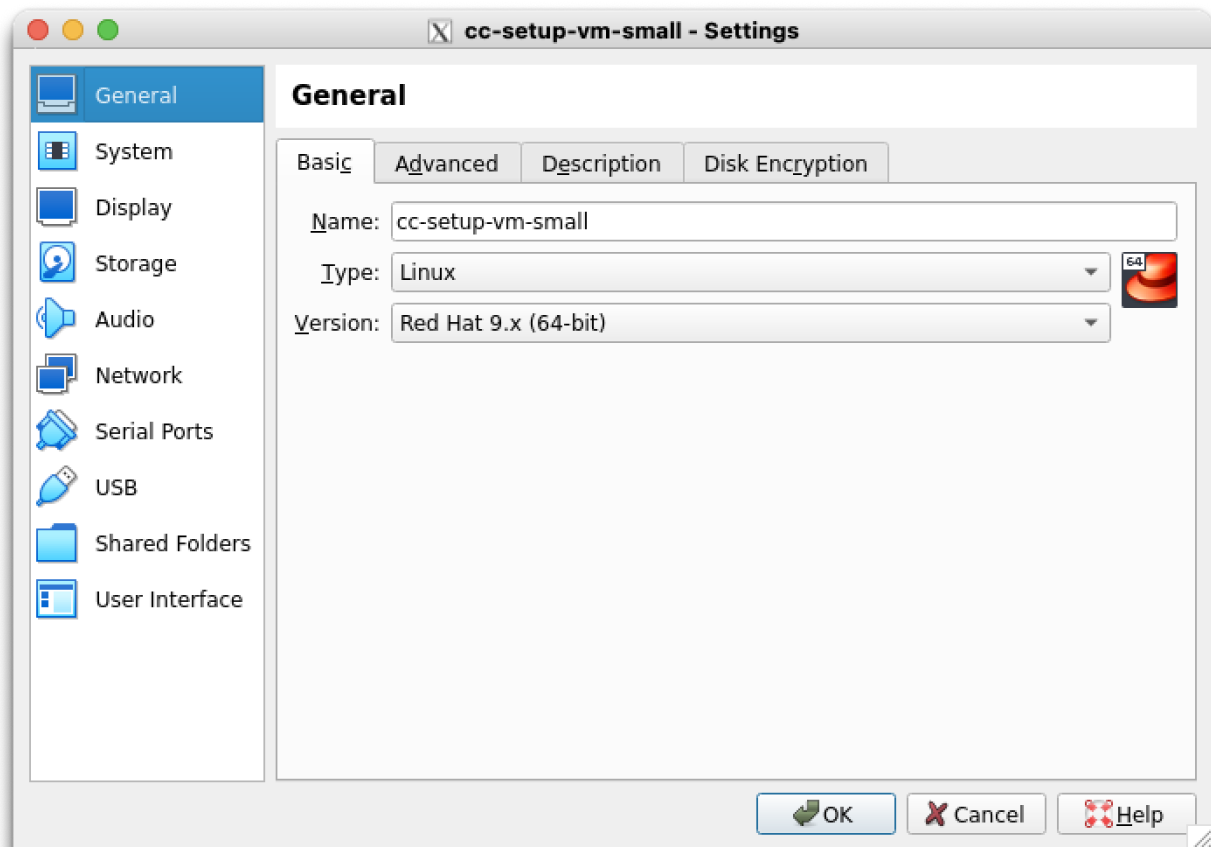 cc-setup-vm-small - Settings
General
System
Display
Storage
Audio
Network
Serial Ports
USB
Shared Folders
User Interface
General
Basic
Advanced
Description
Disk Encryption
Name: cc-setup-vm-small
Type: Linux
64
Version: Red Hat 9.x (64-bit)
OK
Cancel
Help